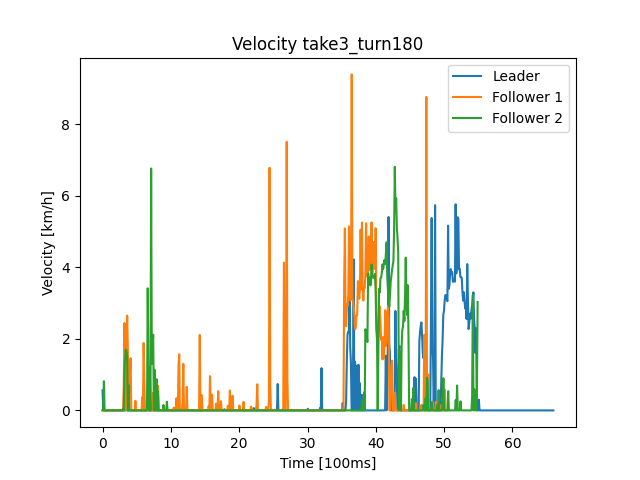 Velocity take3_turn180
Leader
Follower 1
Follower 2
Velocity [km/h]
8
6
4
2
0
0 10 20 30 40 50 60
Time [100ms]